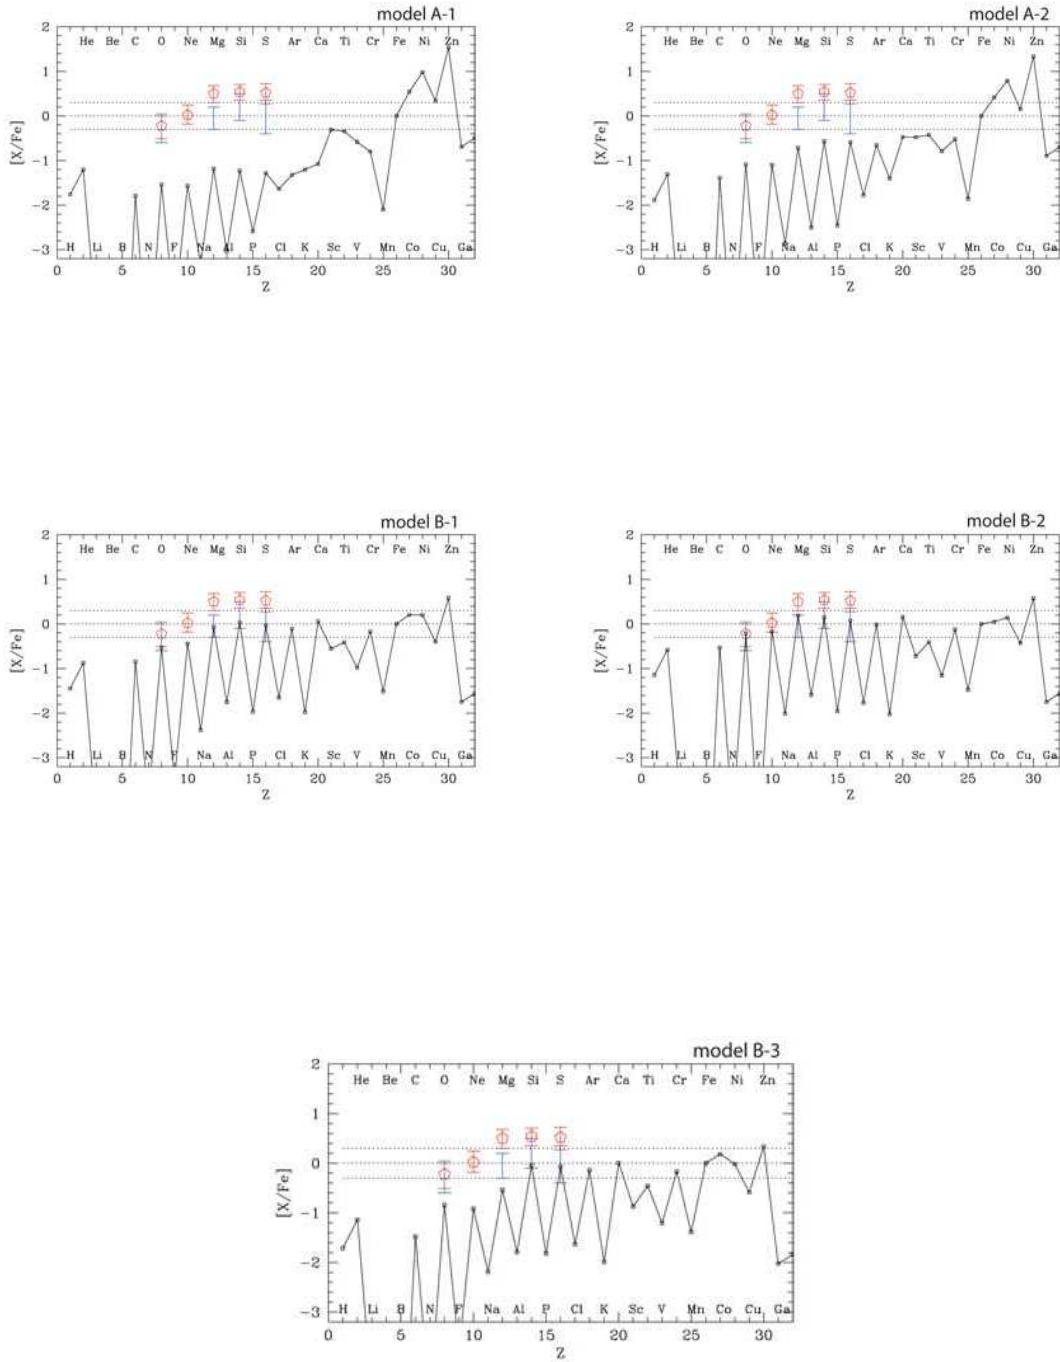 model A-1
2
He Be C O Ne Mg Si S Ar Ca Ti Cr Fe Ni Zn
1
0
[X/Fe]
−1
−2
−3
H Li B N F Na Al P Cl K Sc V Mn Co Cu Ga
0 5 10 15 20 25 30
Z
model A-2
2
He Be C O Ne Mg Si S Ar Ca Ti Cr Fe Ni Zn
1
0
[X/Fe]
−1
−2
−3
H Li B N F Na Al P Cl K Sc V Mn Co Cu Ga
0 5 10 15 20 25 30
Z
model B-1
2
He Be C O Ne Mg Si S Ar Ca Ti Cr Fe Ni Zn
1
0
[X/Fe]
−1
−2
−3
H Li B N F Na Al P Cl K Sc V Mn Co Cu Ga
0 5 10 15 20 25 30
Z
model B-2
2
He Be C O Ne Mg Si S Ar Ca Ti Cr Fe Ni Zn
1
0
[X/Fe]
−1
−2
−3
H Li B N F Na Al P Cl K Sc V Mn Co Cu Ga
0 5 10 15 20 25 30
Z
model B-3
2
He Be C O Ne Mg Si S Ar Ca Ti Cr Fe Ni Zn
1
0
[X/Fe]
−1
−2
−3
H Li B N F Na Al P Cl K Sc V Mn Co Cu Ga
0 5 10 15 20 25 30
Z